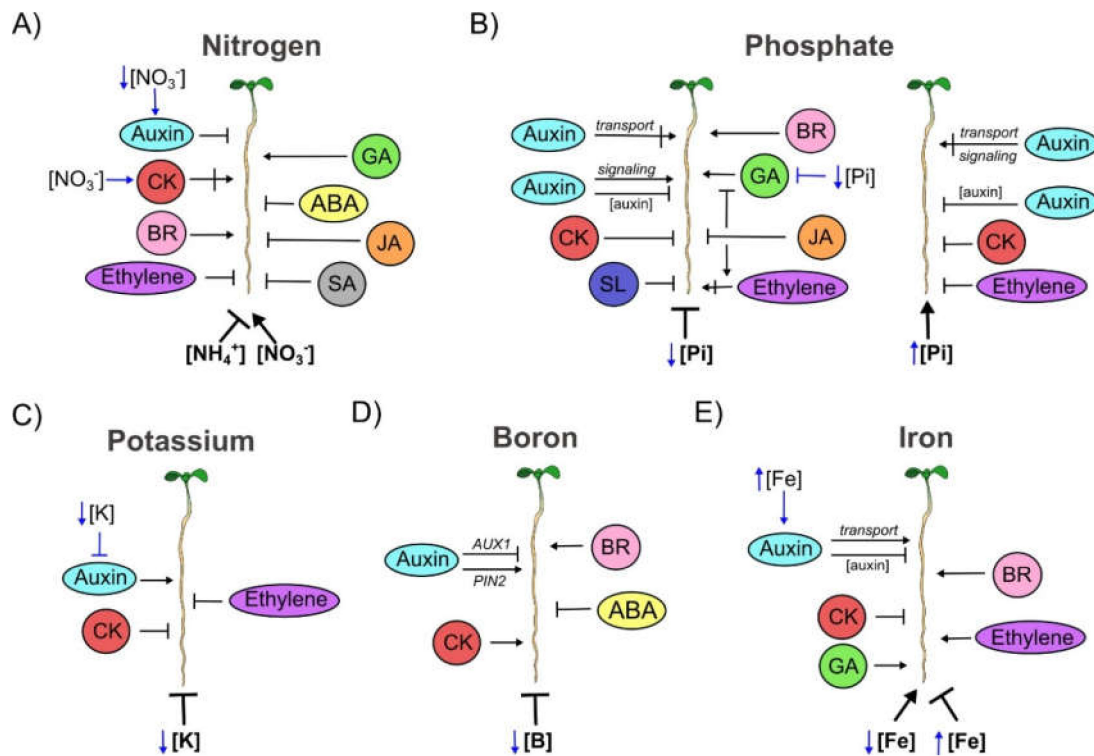 A)
Nitrogen
↓[NO₃⁻]
Auxin
GA
[NO₃⁻]
CK
ABA
BR
JA
Ethylene
SA
[NH₄⁺] [NO₃⁻]
B)
Phosphate
Auxin
transport
BR
Auxin
signaling
[auxin]
GA
↓[Pi]
CK
JA
SL
Ethylene
↓[Pi]
transport
signaling
Auxin
[auxin]
Auxin
CK
Ethylene
↑[Pi]
C)
Potassium
↓[K]
Auxin
Ethylene
CK
↓[K]
D)
Boron
Auxin
AUX1
PIN2
BR
ABA
CK
↓[B]
E)
Iron
↑[Fe]
Auxin
transport
[auxin]
BR
CK
Ethylene
GA
↓[Fe] ↑[Fe]